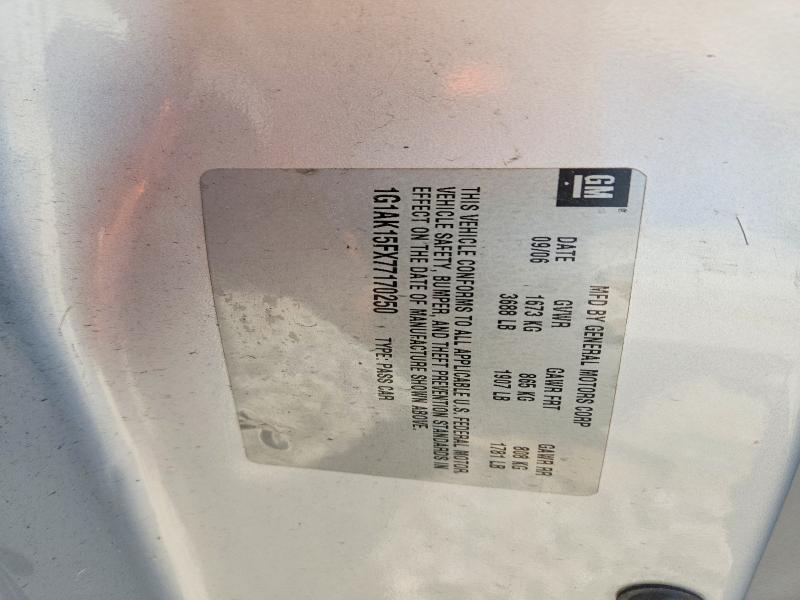 GM
MFD BY GENERAL MOTORS CORP
DATE GVWR GAWR FRT GAWR RR
09/06 1673 KG 865 KG 808 KG
3688 LB 1907 LB 1781 LB
THIS VEHICLE CONFORMS TO ALL APPLICABLE U.S. FEDERAL MOTOR
VEHICLE SAFETY, BUMPER, AND THEFT PREVENTION STANDARDS IN
EFFECT ON THE DATE OF MANUFACTURE SHOWN ABOVE.
1G1AK15FX77170250 TYPE: PASS CAR